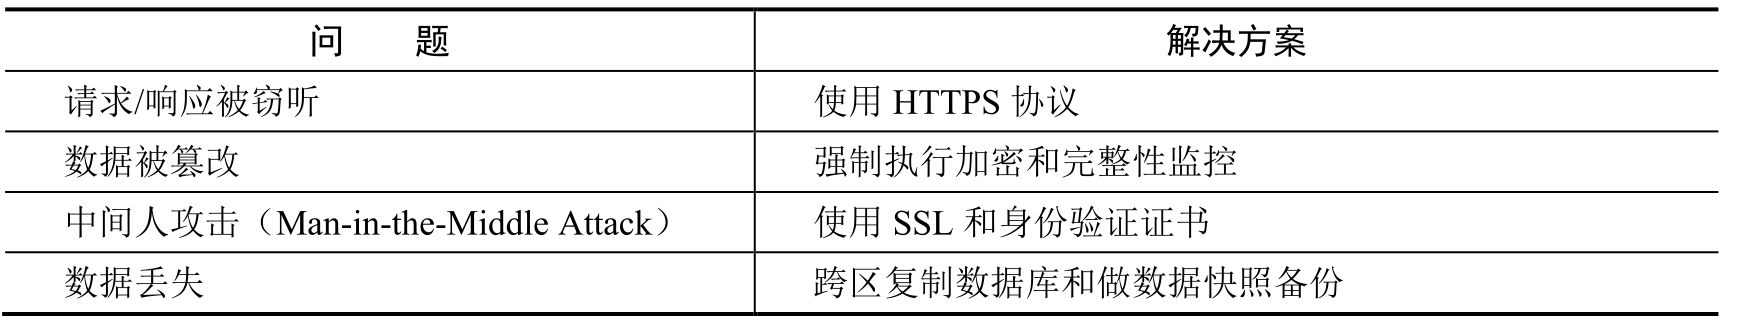 问 题 解决方案
请求/响应被窃听 使用 HTTPS 协议
数据被篡改 强制执行加密和完整性监控
中间人攻击（Man-in-the-Middle Attack） 使用 SSL 和身份验证证书
数据丢失 跨区复制数据库和做数据快照备份